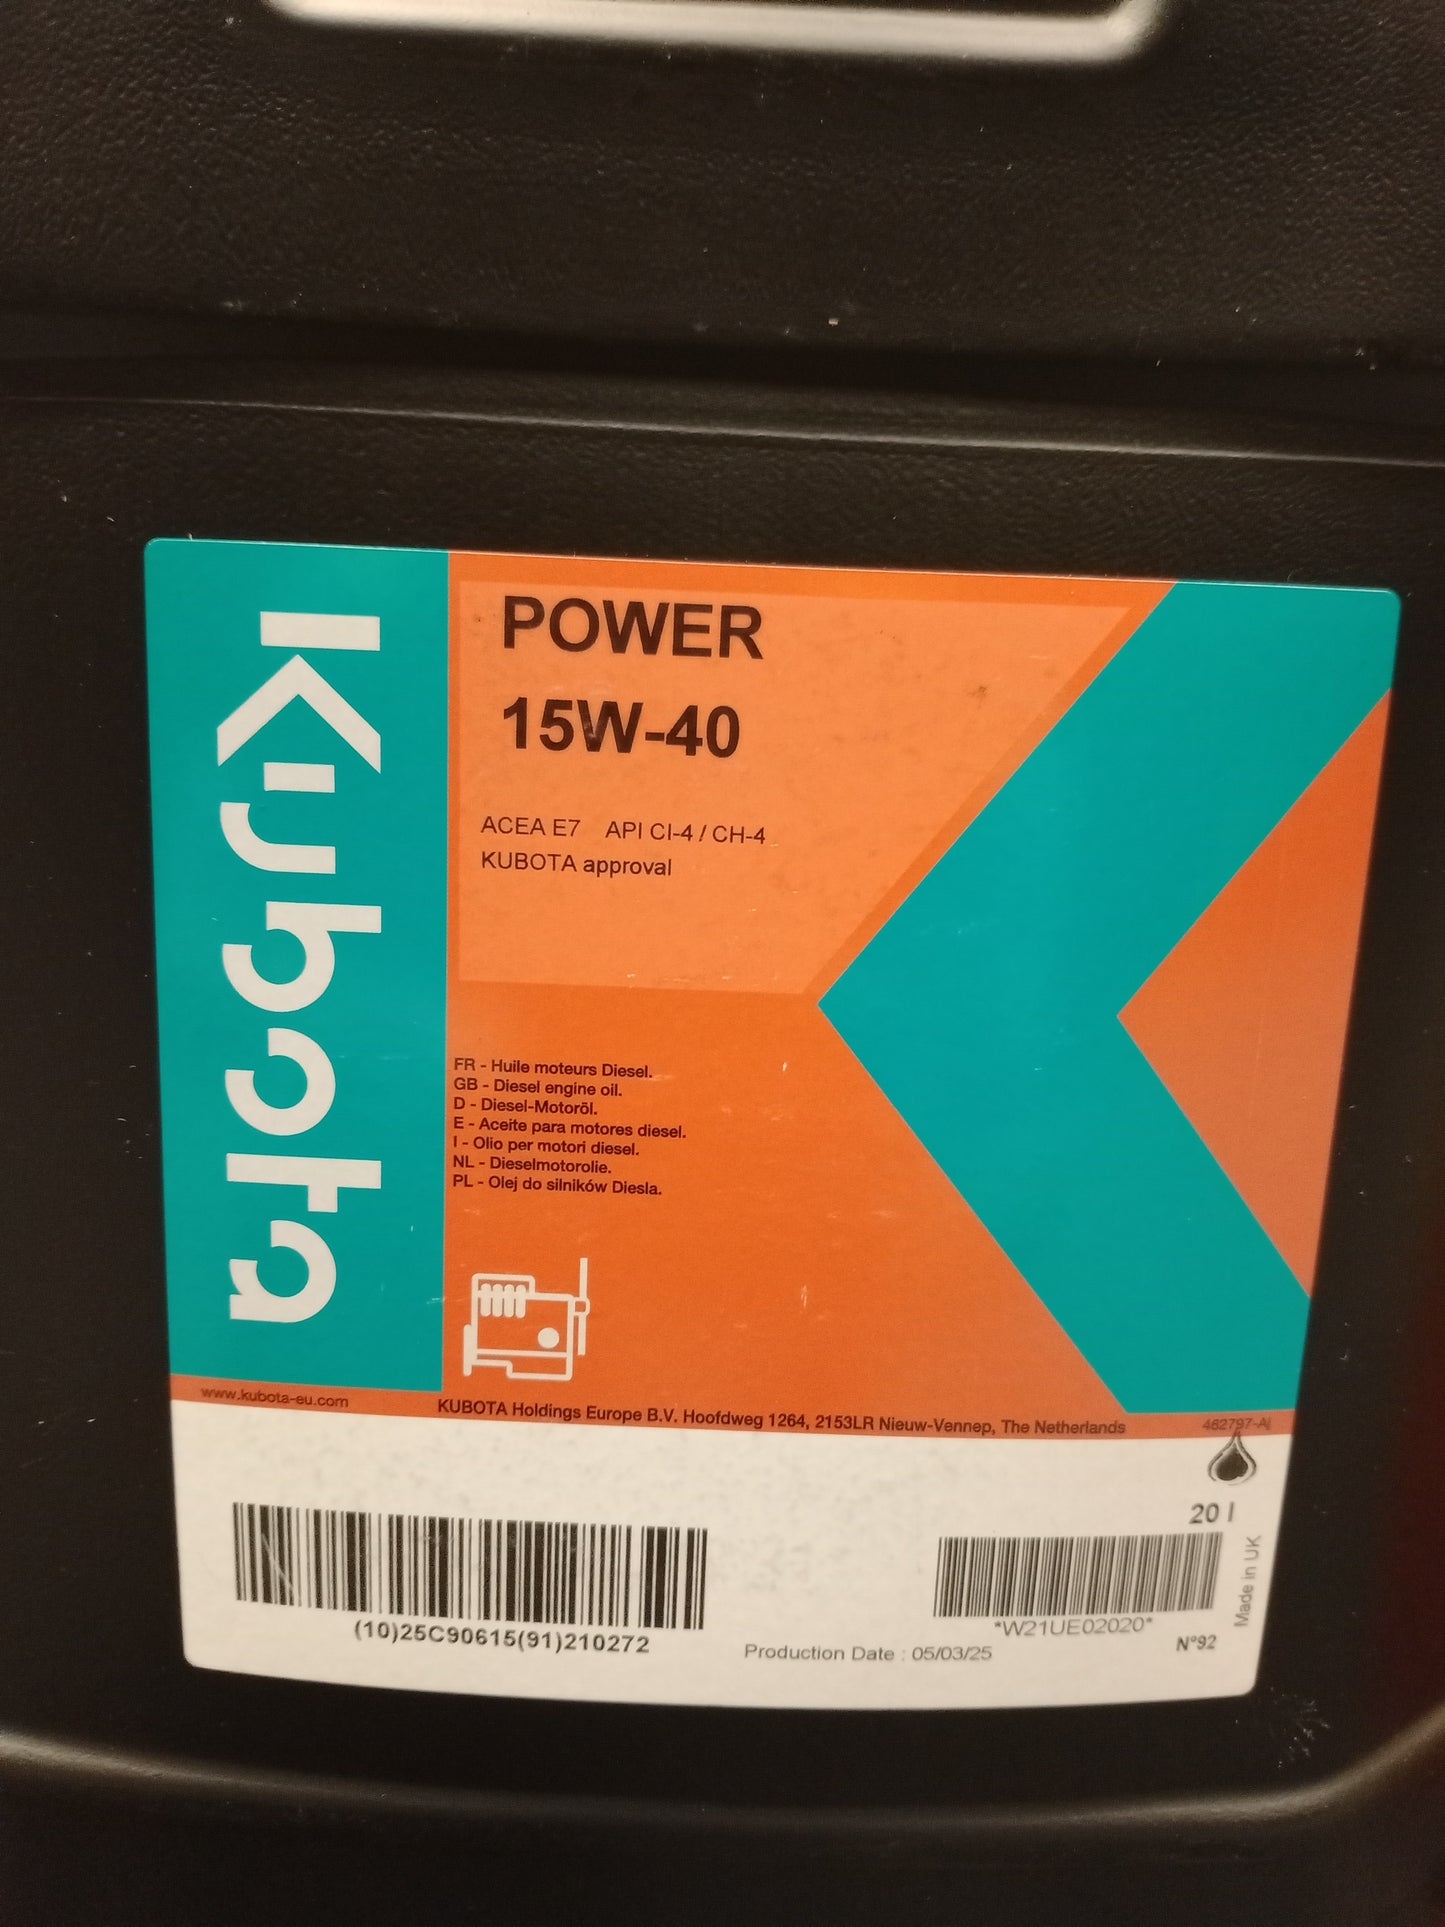 Kubota
POWER
15W-40
ACEA E7 API CI-4 / CH-4
KUBOTA approval
FR - Huile moteurs Diesel.
GB - Diesel engine oil.
D - Diesel-Motoröl.
E - Aceite para motores diesel.
I - Olio per motori diesel.
NL - Dieselmotorolie.
PL - Olej do silników Diesla.
www.kubota-eu.com
KUBOTA Holdings Europe B.V. Hoofdweg 1264, 2153LR Nieuw-Vennep, The Netherlands
20 l
Made in UK
(10)25C90615(91)210272
*W21UE02020*
Production Date : 05/03/25
N°92